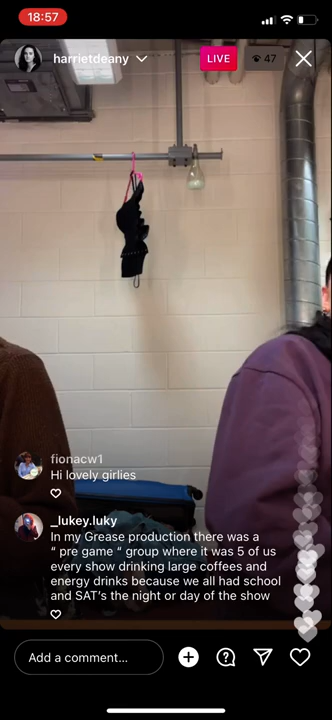 18:57
harrietdeany
LIVE
47
fionacw1
Hi lovely girlies
_lukey.luky
In my Grease production there was a
“ pre game “ group where it was 5 of us
every show drinking large coffees and
energy drinks because we all had school
and SAT’s the night or day of the show
Add a comment...